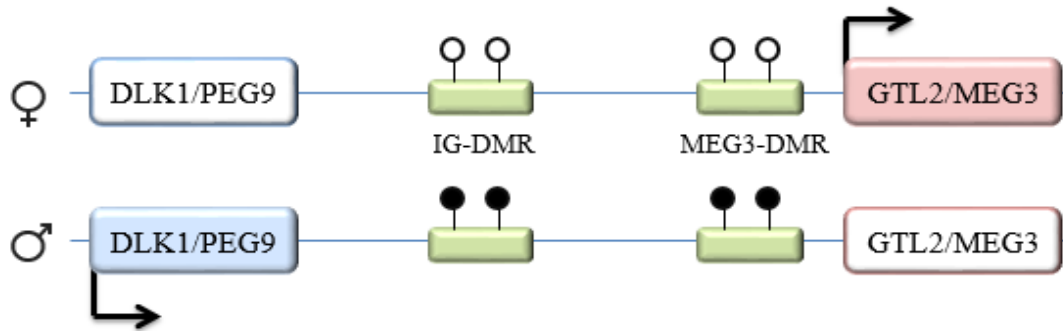 ♀ DLK1/PEG9 GTL2/MEG3
IG-DMR MEG3-DMR
♂ DLK1/PEG9 GTL2/MEG3